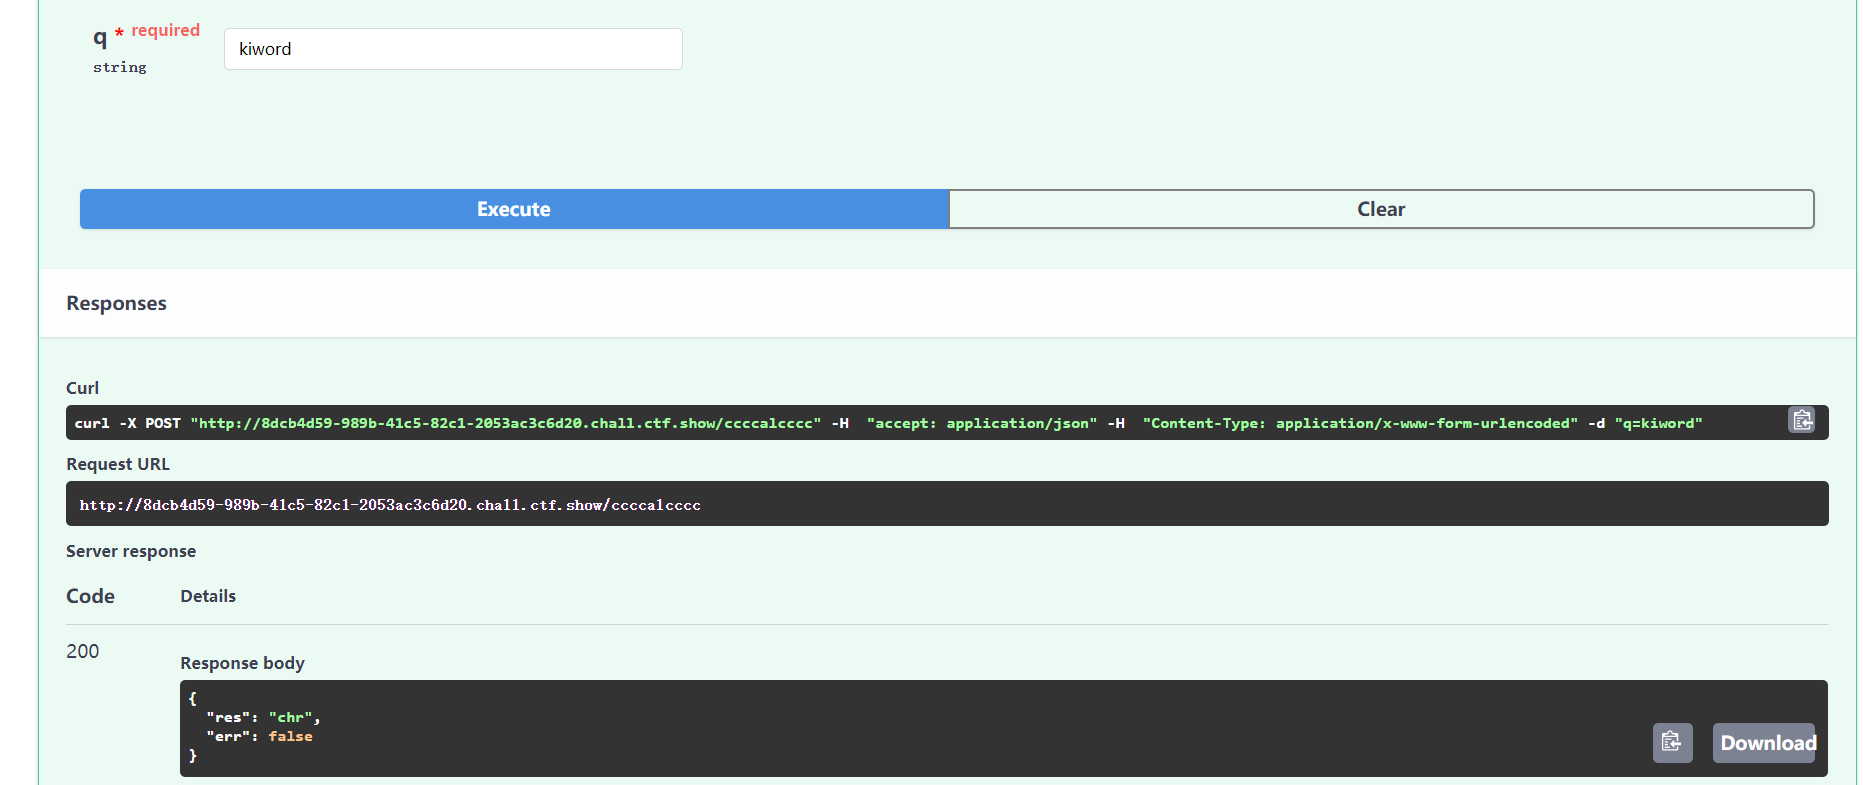 q * required
string
kiword
Execute
Clear
Responses
Curl
curl -X POST "http://8dcb4d59-989b-41c5-82c1-2053ac3c6d20.chall.ctf.show/ccccalcccc" -H  "accept: application/json" -H  "Content-Type: application/x-www-form-urlencoded" -d "q=kiword"
Request URL
http://8dcb4d59-989b-41c5-82c1-2053ac3c6d20.chall.ctf.show/ccccalcccc
Server response
Code Details
200
Response body
{
  "res": "chr",
  "err": false
}
Download